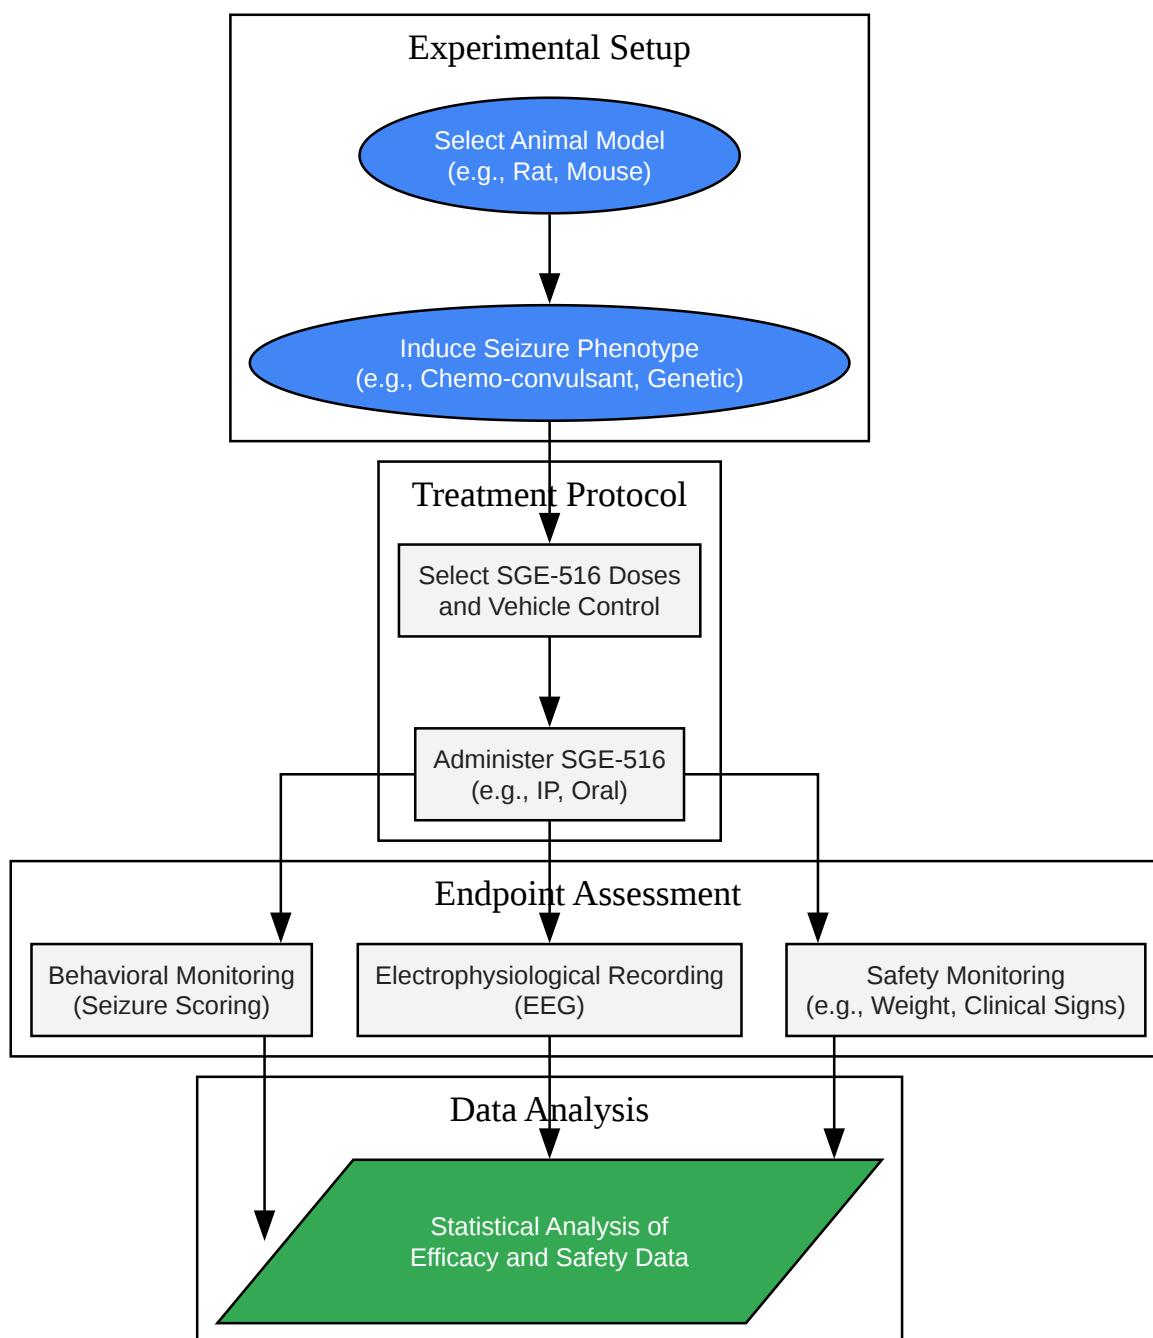 Experimental Setup
Select Animal Model
(e.g., Rat, Mouse)
Induce Seizure Phenotype
(e.g., Chemo-convulsant, Genetic)
Treatment Protocol
Select SGE-516 Doses
and Vehicle Control
Administer SGE-516
(e.g., IP, Oral)
Endpoint Assessment
Behavioral Monitoring
(Seizure Scoring)
Electrophysiological Recording
(EEG)
Safety Monitoring
(e.g., Weight, Clinical Signs)
Data Analysis
Statistical Analysis of
Efficacy and Safety Data